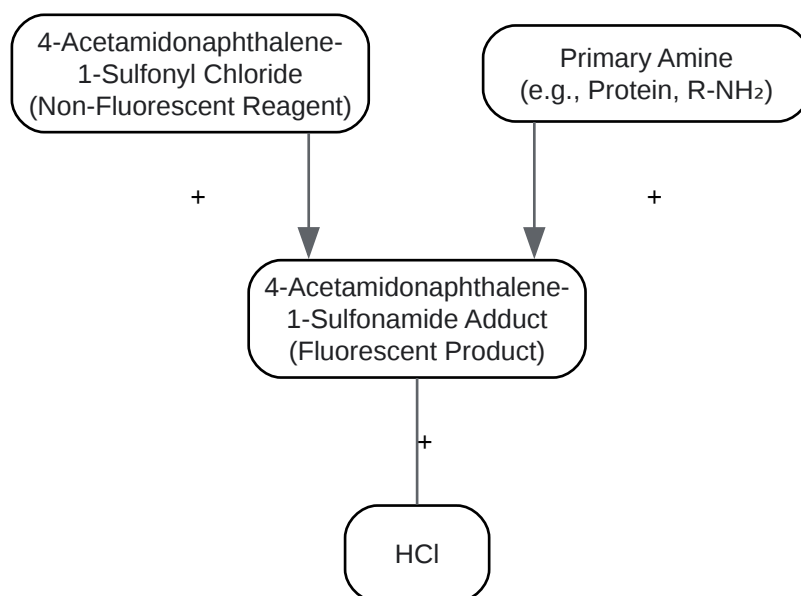 4-Acetamidonaphthalene-
1-Sulfonyl Chloride
(Non-Fluorescent Reagent)
Primary Amine
(e.g., Protein, R-NH₂)
+
+
4-Acetamidonaphthalene-
1-Sulfonamide Adduct
(Fluorescent Product)
+
HCl